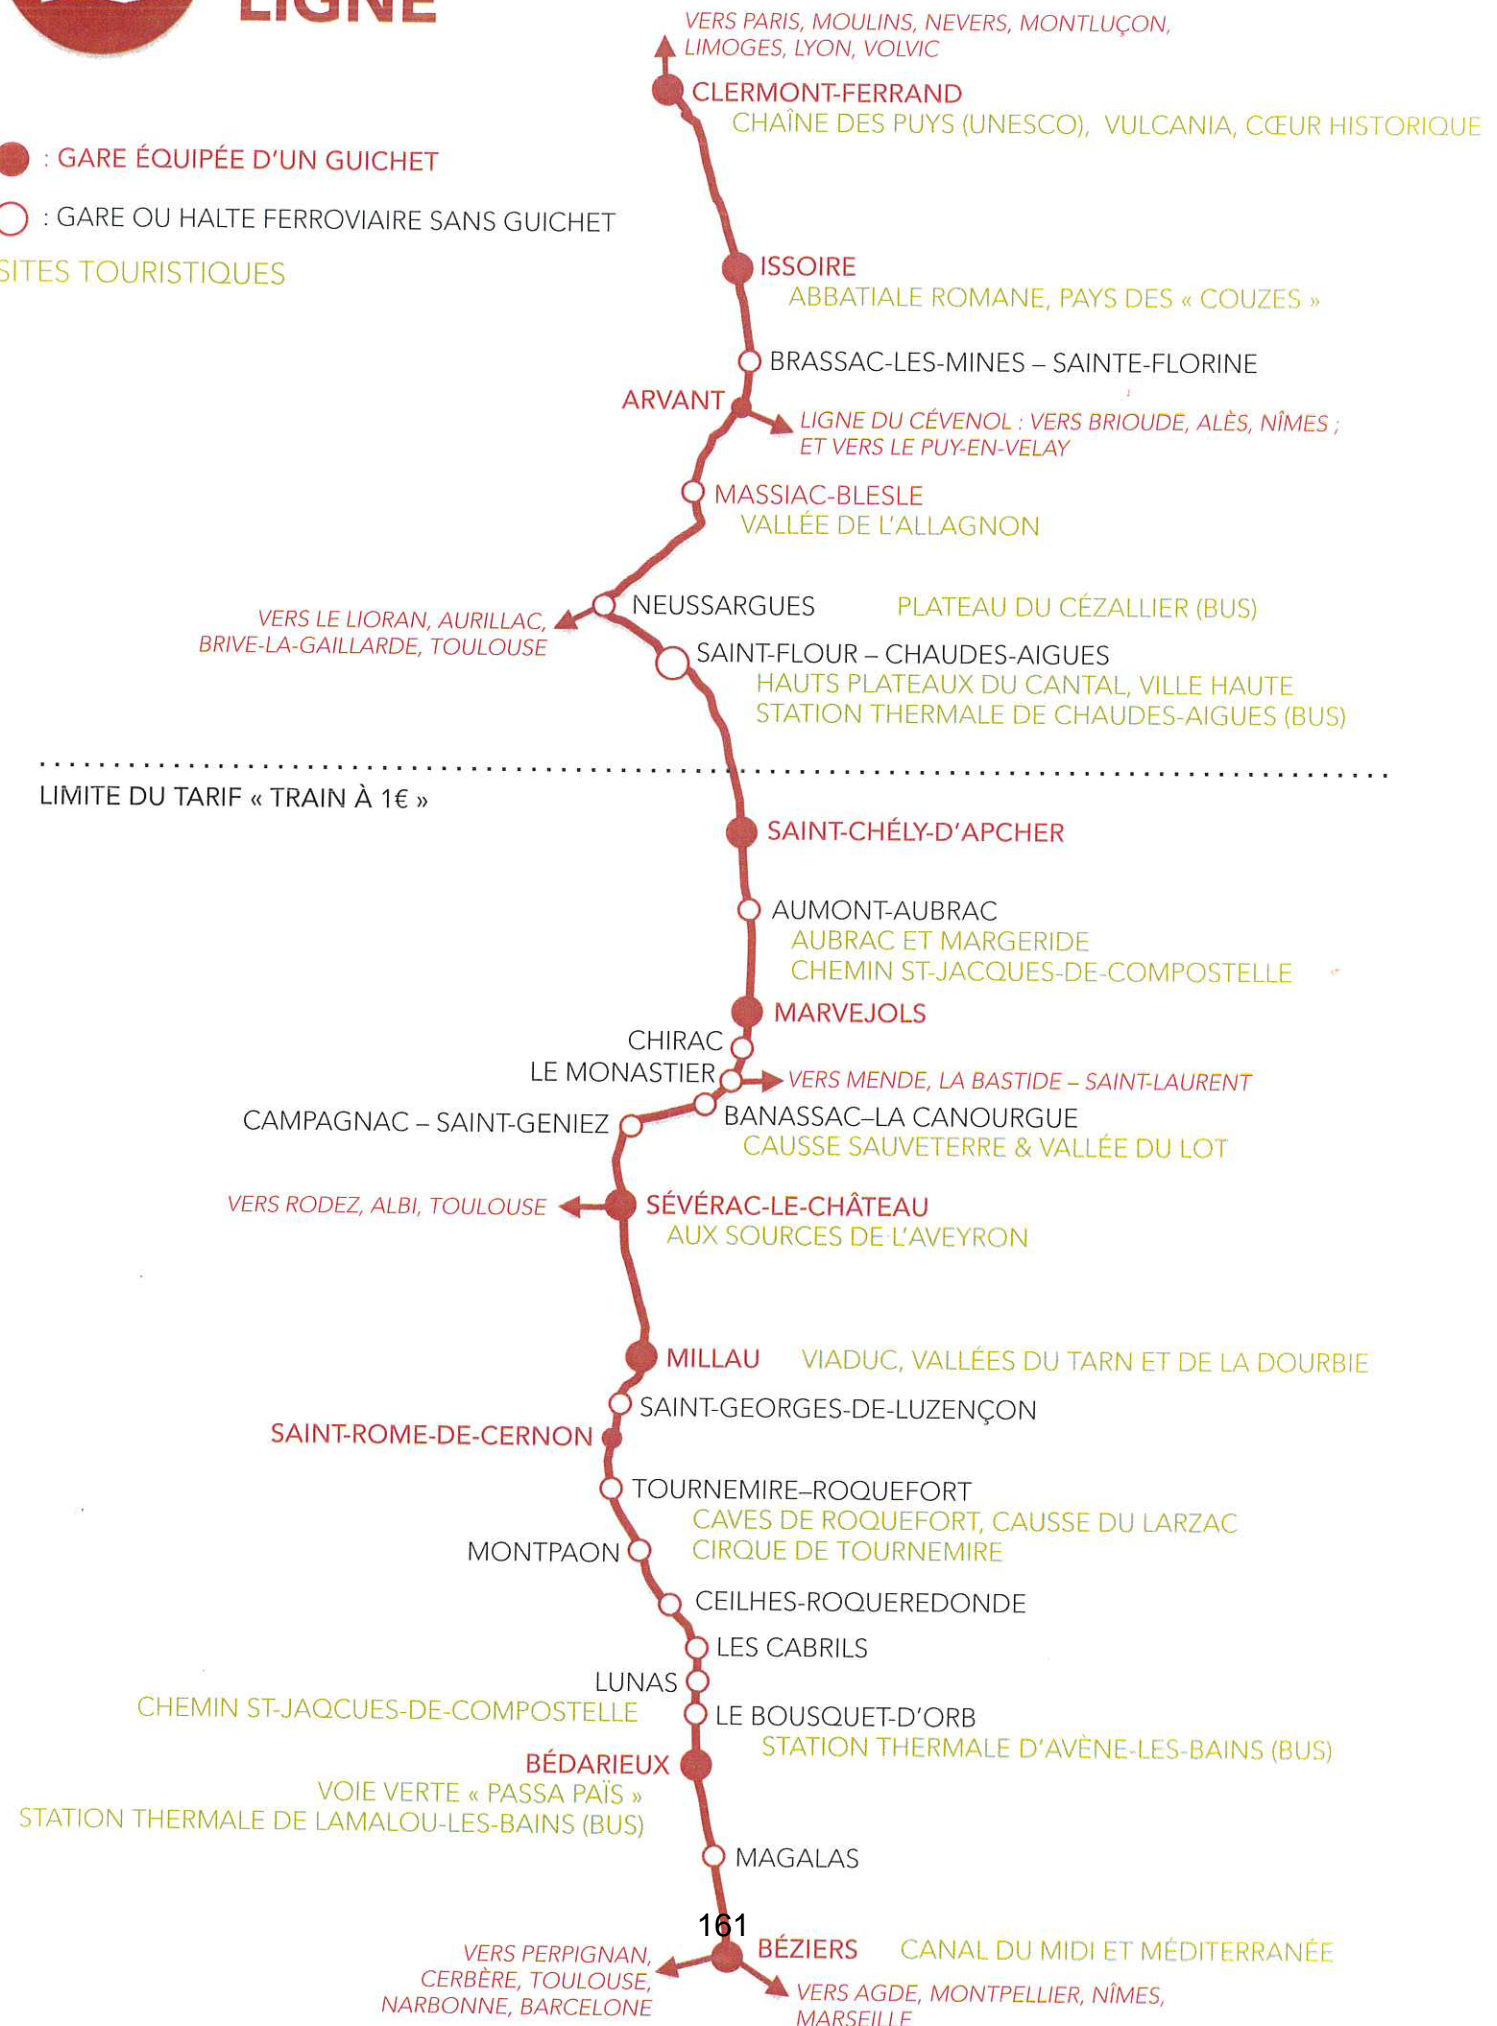 LIGNE
VERS PARIS, MOULINS, NEVERS, MONTLUÇON,
LIMOGES, LYON, VOLVIC
CLERMONT-FERRAND
CHAÎNE DES PUYS (UNESCO), VULCANIA, CŒUR HISTORIQUE
: GARE ÉQUIPÉE D'UN GUICHET
: GARE OU HALTE FERROVIAIRE SANS GUICHET
SITES TOURISTIQUES
ISSOIRE
ABBATIALE ROMANE, PAYS DES « COUZES »
BRASSAC-LES-MINES – SAINTE-FLORINE
ARVANT
LIGNE DU CÉVENOL : VERS BRIOUDE, ALÈS, NÎMES ;
ET VERS LE PUY-EN-VELAY
MASSIAC-BLESLE
VALLÉE DE L'ALLAGNON
NEUSSARGUES PLATEAU DU CÉZALLIER (BUS)
VERS LE LIORAN, AURILLAC,
BRIVE-LA-GAILLARDE, TOULOUSE
SAINT-FLOUR – CHAUDES-AIGUES
HAUTS PLATEAUX DU CANTAL, VILLE HAUTE
STATION THERMALE DE CHAUDES-AIGUES (BUS)
LIMITE DU TARIF « TRAIN À 1€ »
SAINT-CHÉLY-D'APCHER
AUMONT-AUBRAC
AUBRAC ET MARGERIDE
CHEMIN ST-JACQUES-DE-COMPOSTELLE
MARVEJOLS
CHIRAC
LE MONASTIER
VERS MENDE, LA BASTIDE – SAINT-LAURENT
BANASSAC–LA CANOURGUE
CAUSSE SAUVETERRE & VALLÉE DU LOT
CAMPAGNAC – SAINT-GENIEZ
VERS RODEZ, ALBI, TOULOUSE
SÉVÉRAC-LE-CHÂTEAU
AUX SOURCES DE L'AVEYRON
MILLAU VIADUC, VALLÉES DU TARN ET DE LA DOURBIE
SAINT-GEORGES-DE-LUZENÇON
SAINT-ROME-DE-CERNON
TOURNEMIRE–ROQUEFORT
CAVES DE ROQUEFORT, CAUSSE DU LARZAC
CIRQUE DE TOURNEMIRE
MONTPAON
CEILHES-ROQUEREDONDE
LES CABRILS
LUNAS
CHEMIN ST-JAQCUES-DE-COMPOSTELLE
LE BOUSQUET-D'ORB
STATION THERMALE D'AVÈNE-LES-BAINS (BUS)
BÉDARIEUX
VOIE VERTE « PASSA PAÏS »
STATION THERMALE DE LAMALOU-LES-BAINS (BUS)
MAGALAS
161
BÉZIERS CANAL DU MIDI ET MÉDITERRANÉE
VERS PERPIGNAN,
CERBÈRE, TOULOUSE,
NARBONNE, BARCELONE
VERS AGDE, MONTPELLIER, NÎMES,
MARSEILLE